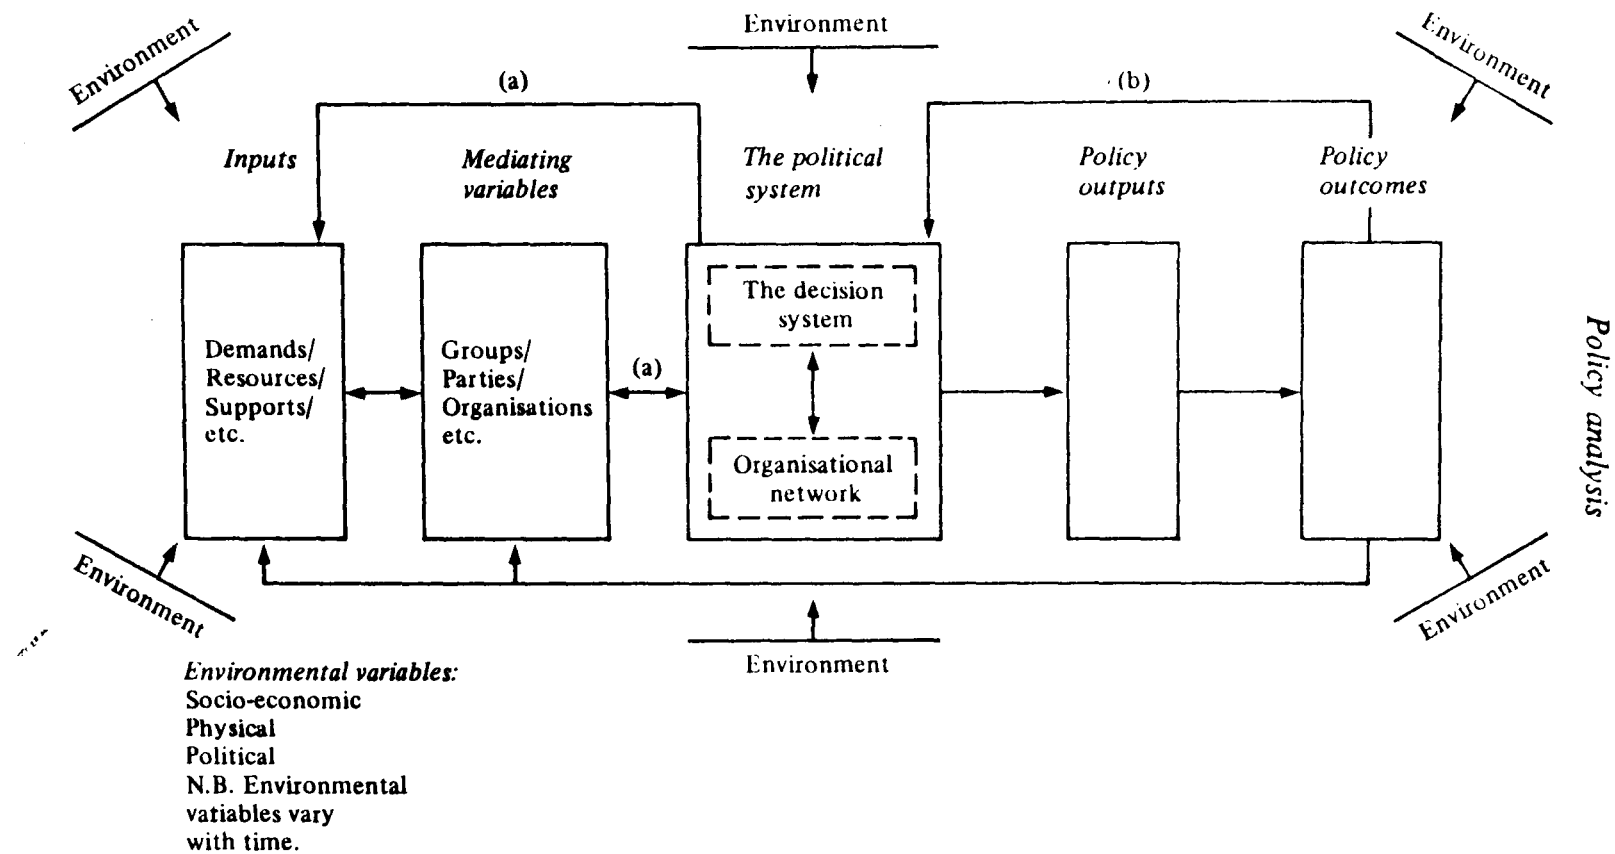 Environment
Environment
Environment
(a)
(b)
Inputs
Mediating
variables
The political
system
Policy
outputs
Policy
outcomes
The decision
system
Demands/
Resources/
Supports/
etc.
Groups/
Parties/
Organisations
etc.
(a)
Organisational
network
Policy analysis
Environment
Environment
Environment
Environmental variables:
Socio-economic
Physical
Political
N.B. Environmental
variables vary
with time.